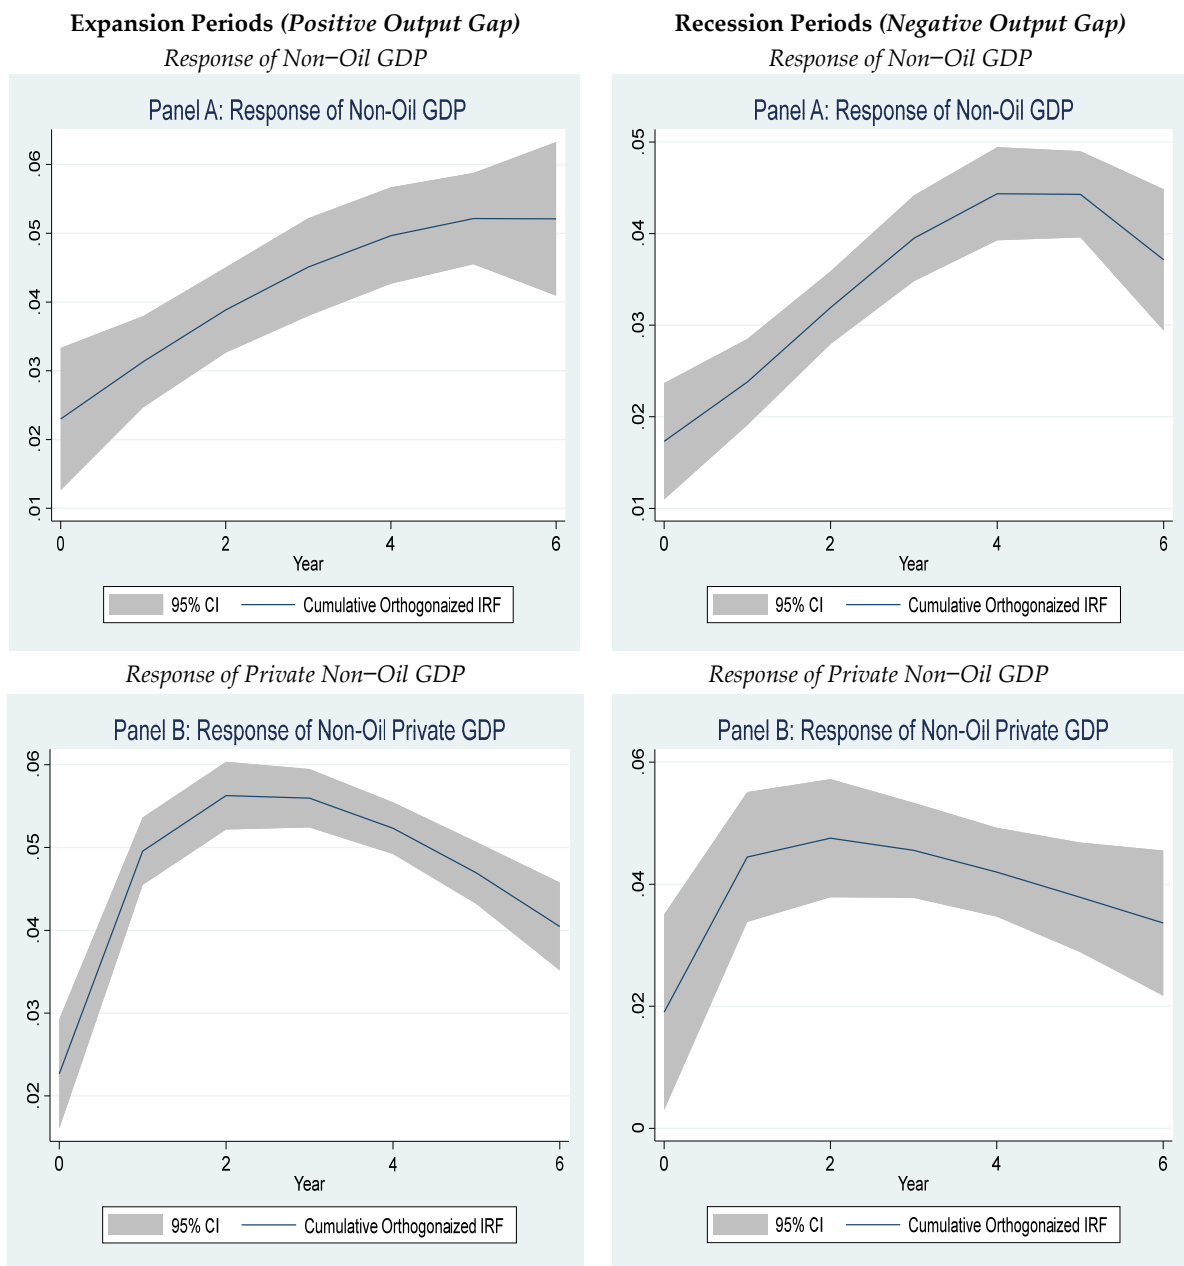 Expansion Periods (Positive Output Gap)
Response of Non−Oil GDP
Panel A: Response of Non-Oil GDP
.06
.05
.04
.03
.02
.01
0 2 4 6
Year
95% CI Cumulative Orthogonaized IRF
Recession Periods (Negative Output Gap)
Response of Non−Oil GDP
Panel A: Response of Non-Oil GDP
.05
.04
.03
.02
.01
0 2 4 6
Year
95% CI Cumulative Orthogonaized IRF
Response of Private Non−Oil GDP
Panel B: Response of Non-Oil Private GDP
.06
.05
.04
.03
.02
0 2 4 6
Year
95% CI Cumulative Orthogonaized IRF
Response of Private Non−Oil GDP
Panel B: Response of Non-Oil Private GDP
.06
.04
.02
0
0 2 4 6
Year
95% CI Cumulative Orthogonaized IRF